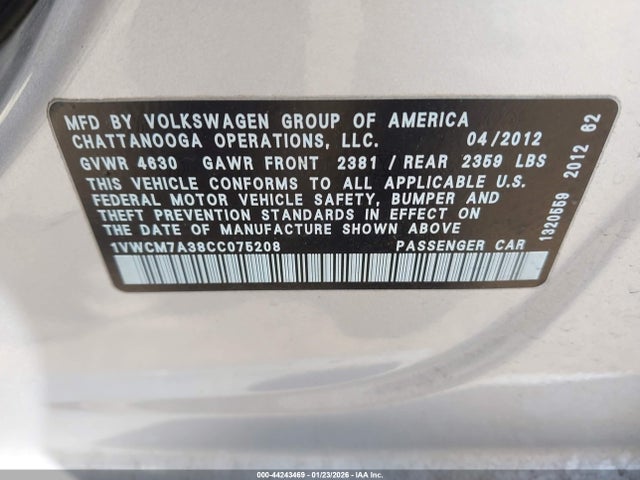 MFD BY VOLKSWAGEN GROUP OF AMERICA
CHATTANOOGA OPERATIONS, LLC. 04/2012
GVWR 4630 GAWR FRONT 2381 / REAR 2359 LBS
THIS VEHICLE CONFORMS TO ALL APPLICABLE U.S.
FEDERAL MOTOR VEHICLE SAFETY, BUMPER AND
THEFT PREVENTION STANDARDS IN EFFECT ON
THE DATE OF MANUFACTURE SHOWN ABOVE
1VWCM7A38CC075208 PASSENGER CAR
1320559 2012 62
000-44243469 - 01/23/2026 - IAA Inc.